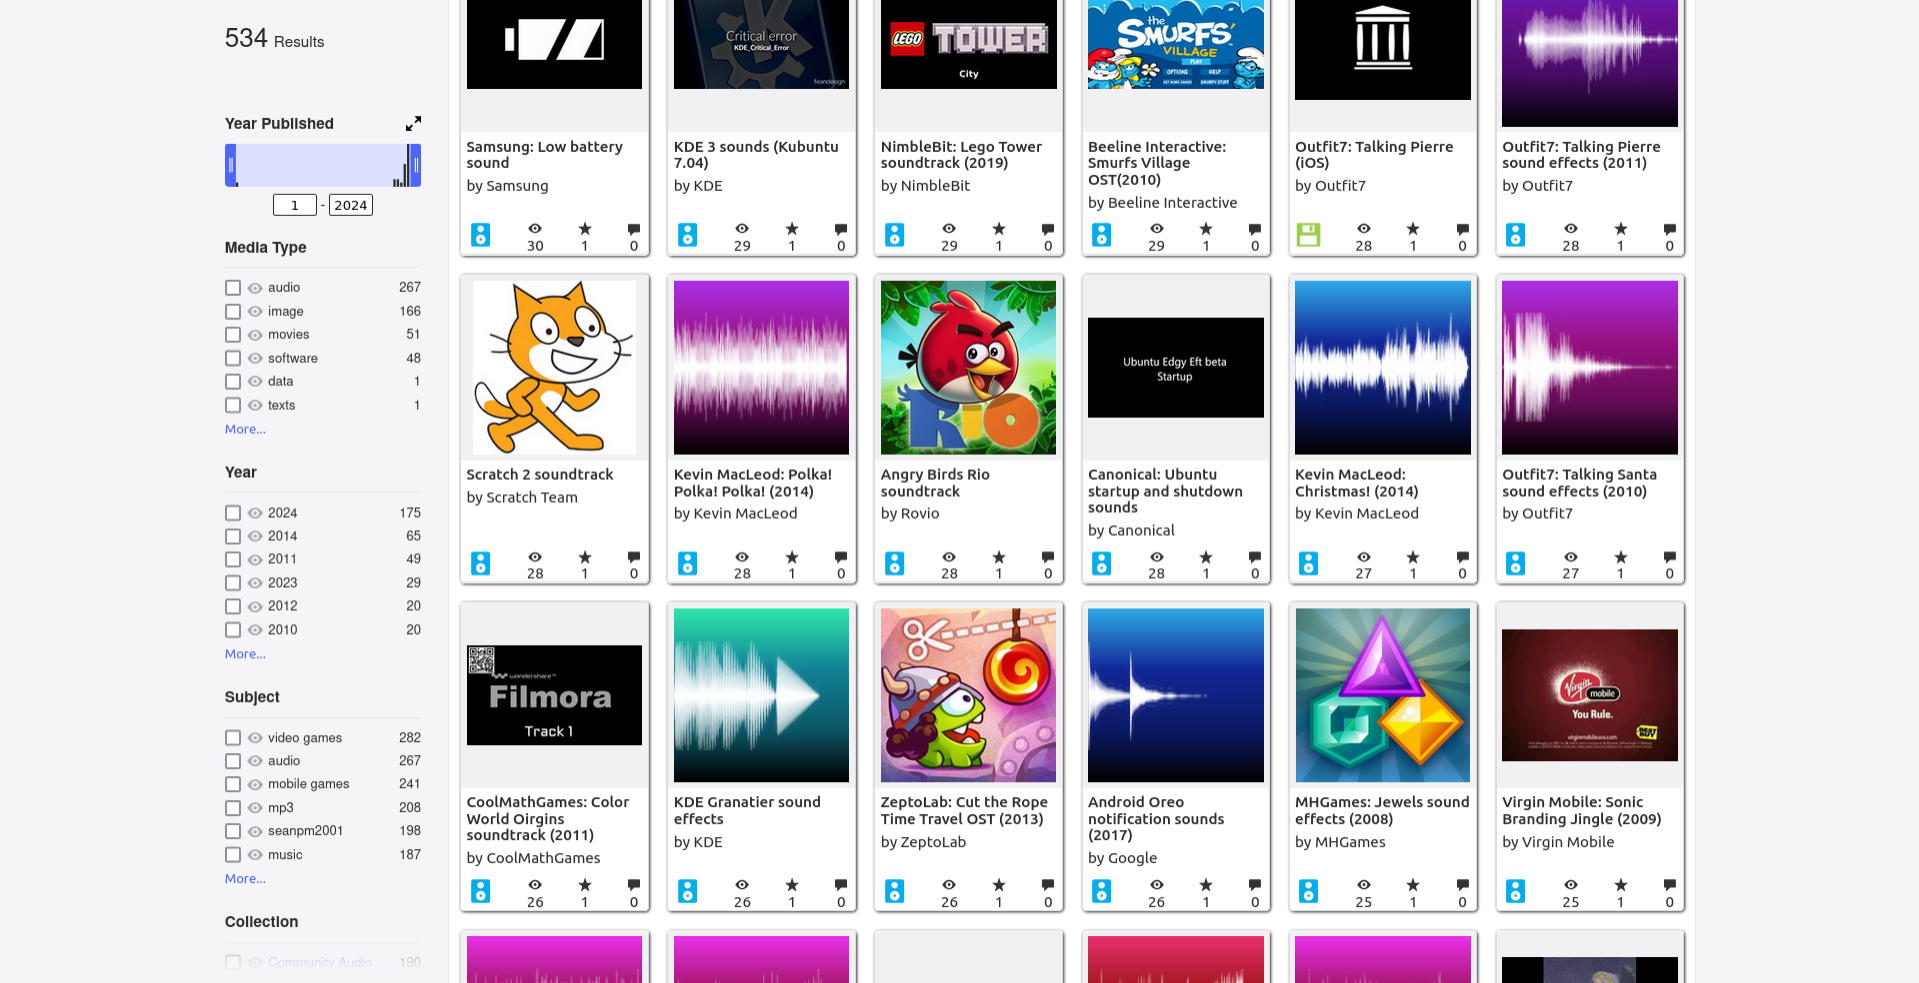 534 Results
Year Published
1 - 2024
Media Type
audio 267
image 166
movies 51
software 48
data 1
texts 1
More...
Year
2024 175
2014 65
2011 49
2023 29
2012 20
2010 20
More...
Subject
video games 282
audio 267
mobile games 241
mp3 208
seanpm2001 198
music 187
More...
Collection
Community Audio 190
Samsung: Low battery
sound
by Samsung
30 1 0
Critical error
KDE_Critical_Error
feandesign
KDE 3 sounds (Kubuntu
7.04)
by KDE
29 1 0
LEGO TOWER
City
NimbleBit: Lego Tower
soundtrack (2019)
by NimbleBit
29 1 0
the
SMURFS'
VILLAGE
PLAY
OPTIONS HELP
GET MORE GAMES SMURFY STUFF
Beeline Interactive:
Smurfs Village
OST(2010)
by Beeline Interactive
29 1 0
Outfit7: Talking Pierre
(iOS)
by Outfit7
28 1 0
Outfit7: Talking Pierre
sound effects (2011)
by Outfit7
28 1 0
Scratch 2 soundtrack
by Scratch Team
28 1 0
Kevin MacLeod: Polka!
Polka! Polka! (2014)
by Kevin MacLeod
28 1 0
RIO
Angry Birds Rio
soundtrack
by Rovio
28 1 0
Ubuntu Edgy Eft beta
Startup
Canonical: Ubuntu
startup and shutdown
sounds
by Canonical
28 1 0
Kevin MacLeod:
Christmas! (2014)
by Kevin MacLeod
27 1 0
Outfit7: Talking Santa
sound effects (2010)
by Outfit7
27 1 0
wondershare™
Filmora
Track 1
CoolMathGames: Color
World Oirgins
soundtrack (2011)
by CoolMathGames
26 1 0
KDE Granatier sound
effects
by KDE
26 1 0
ZeptoLab: Cut the Rope
Time Travel OST (2013)
by ZeptoLab
26 1 0
Android Oreo
notification sounds
(2017)
by Google
26 1 0
MHGames: Jewels sound
effects (2008)
by MHGames
25 1 0
Virgin mobile
You Rule.
virginmobileusa.com
BEST BUY
Virgin Mobile: Sonic
Branding Jingle (2009)
by Virgin Mobile
25 1 0